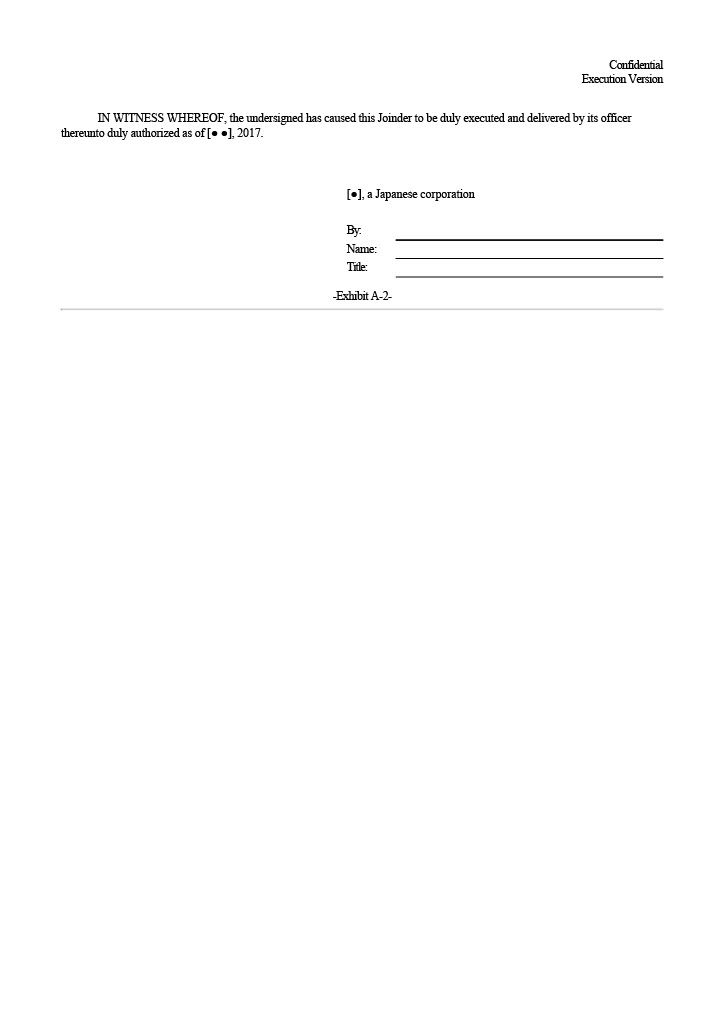 Confidential
Execution Version
IN WITNESS WHEREOF, the undersigned has caused this Joinder to be duly executed and delivered by its officer
thereunto duly authorized as of [● ●], 2017.
[●], a Japanese corporation
By:
Name:
Title:
-Exhibit A-2-